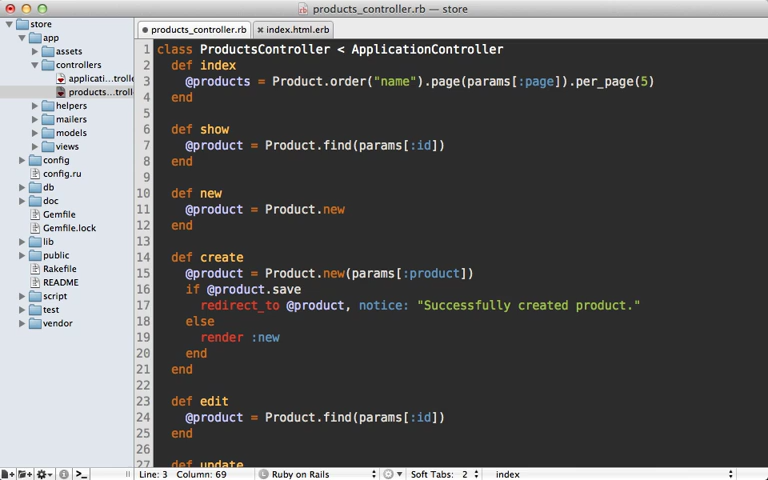 products_controller.rb — store
store
app
assets
controllers
applicati...trolle
products...troll
helpers
mailers
models
views
config
config.ru
db
doc
Gemfile
Gemfile.lock
lib
public
Rakefile
README
script
test
vendor
products_controller.rb
index.html.erb
1 class ProductsController < ApplicationController
2 def index
3 @products = Product.order("name").page(params[:page]).per_page(5)
4 end
5
6 def show
7 @product = Product.find(params[:id])
8 end
9
10 def new
11 @product = Product.new
12 end
13
14 def create
15 @product = Product.new(params[:product])
16 if @product.save
17 redirect_to @product, notice: "Successfully created product."
18 else
19 render :new
20 end
21 end
22
23 def edit
24 @product = Product.find(params[:id])
25 end
26
27 def update
Line: 3 Column: 69
Ruby on Rails
Soft Tabs: 2
index